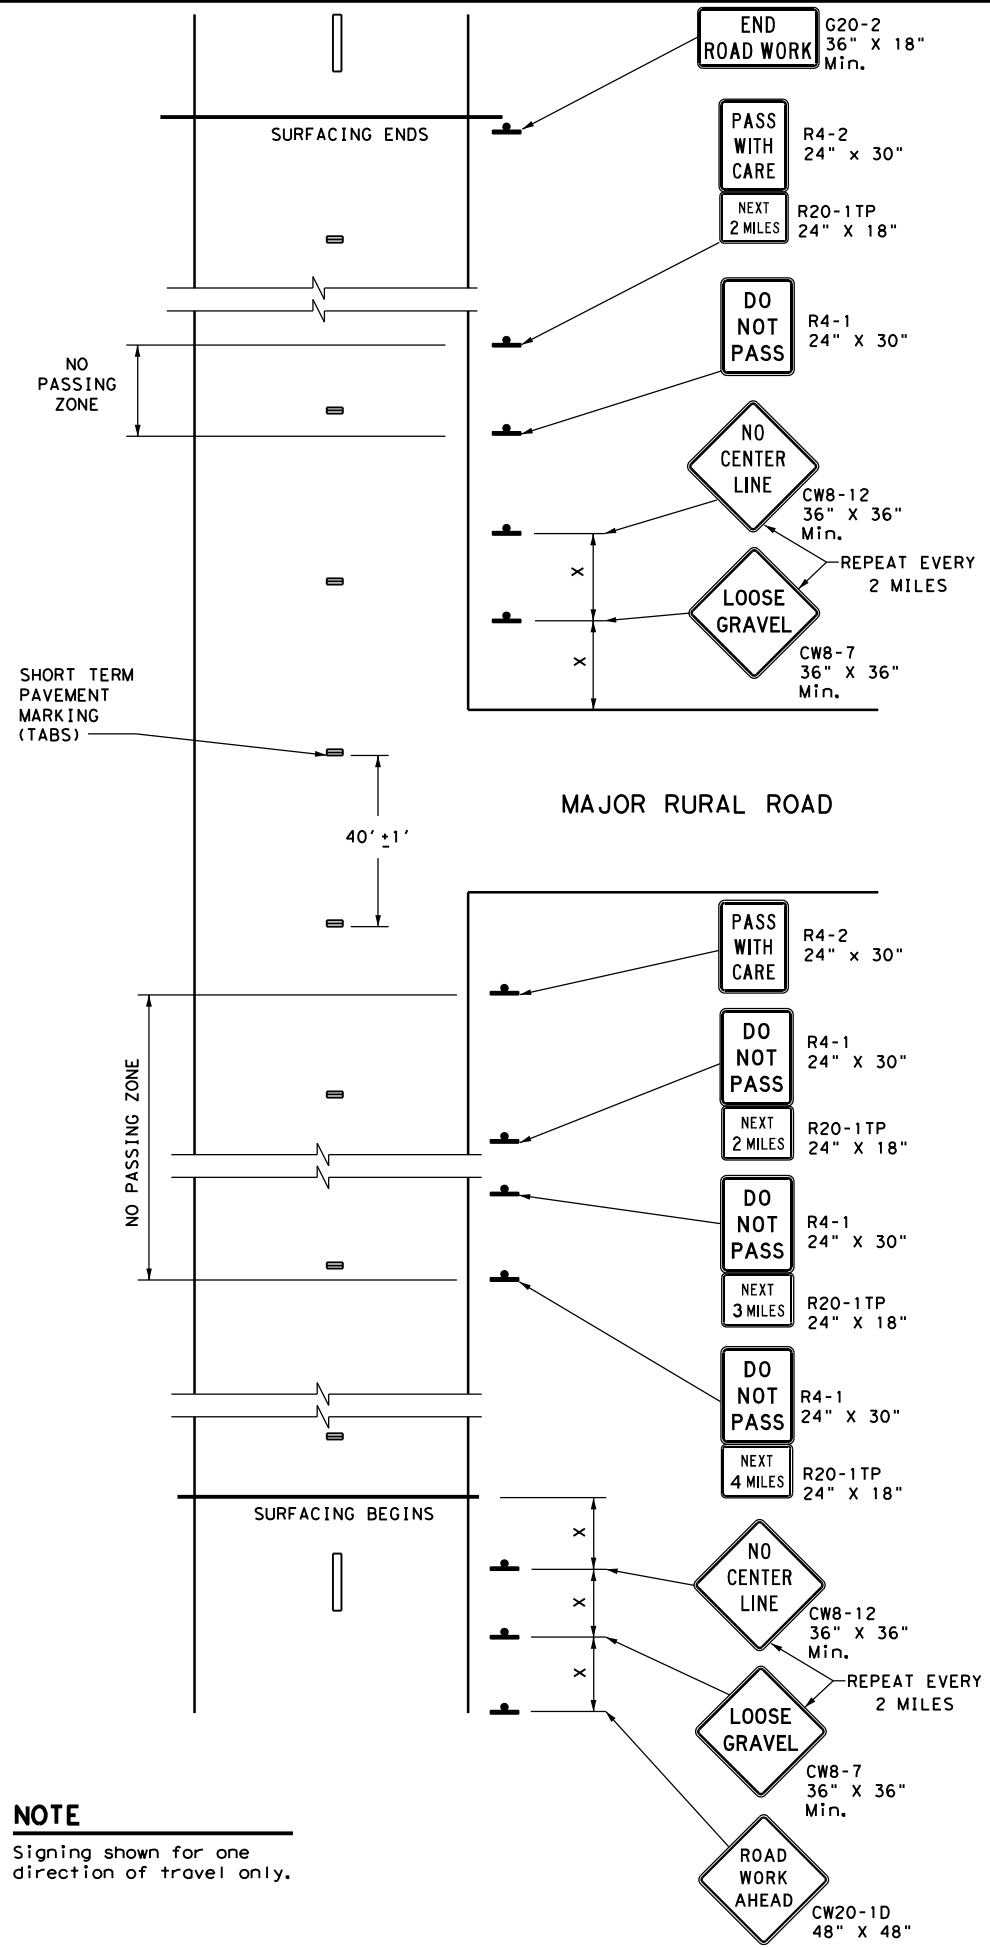 END
ROAD WORK
G20-2
36" X 18"
Min.
SURFACING ENDS
PASS
WITH
CARE
R4-2
24" x 30"
NEXT
2 MILES
R20-1TP
24" X 18"
NO
PASSING
ZONE
DO
NOT
PASS
R4-1
24" X 30"
NO
CENTER
LINE
CW8-12
36" X 36"
Min.
X
REPEAT EVERY
2 MILES
LOOSE
GRAVEL
X
CW8-7
36" X 36"
Min.
SHORT TERM
PAVEMENT
MARKING
(TABS)
MAJOR RURAL ROAD
40'±1'
PASS
WITH
CARE
R4-2
24" x 30"
NO PASSING ZONE
DO
NOT
PASS
R4-1
24" X 30"
NEXT
2 MILES
R20-1TP
24" X 18"
DO
NOT
PASS
R4-1
24" X 30"
NEXT
3 MILES
R20-1TP
24" X 18"
DO
NOT
PASS
R4-1
24" X 30"
NEXT
4 MILES
R20-1TP
24" X 18"
SURFACING BEGINS
X
NO
CENTER
LINE
X
CW8-12
36" X 36"
Min.
X
REPEAT EVERY
2 MILES
LOOSE
GRAVEL
CW8-7
36" X 36"
Min.
NOTE
Signing shown for one
direction of travel only.
ROAD
WORK
AHEAD
CW20-1D
48" X 48"